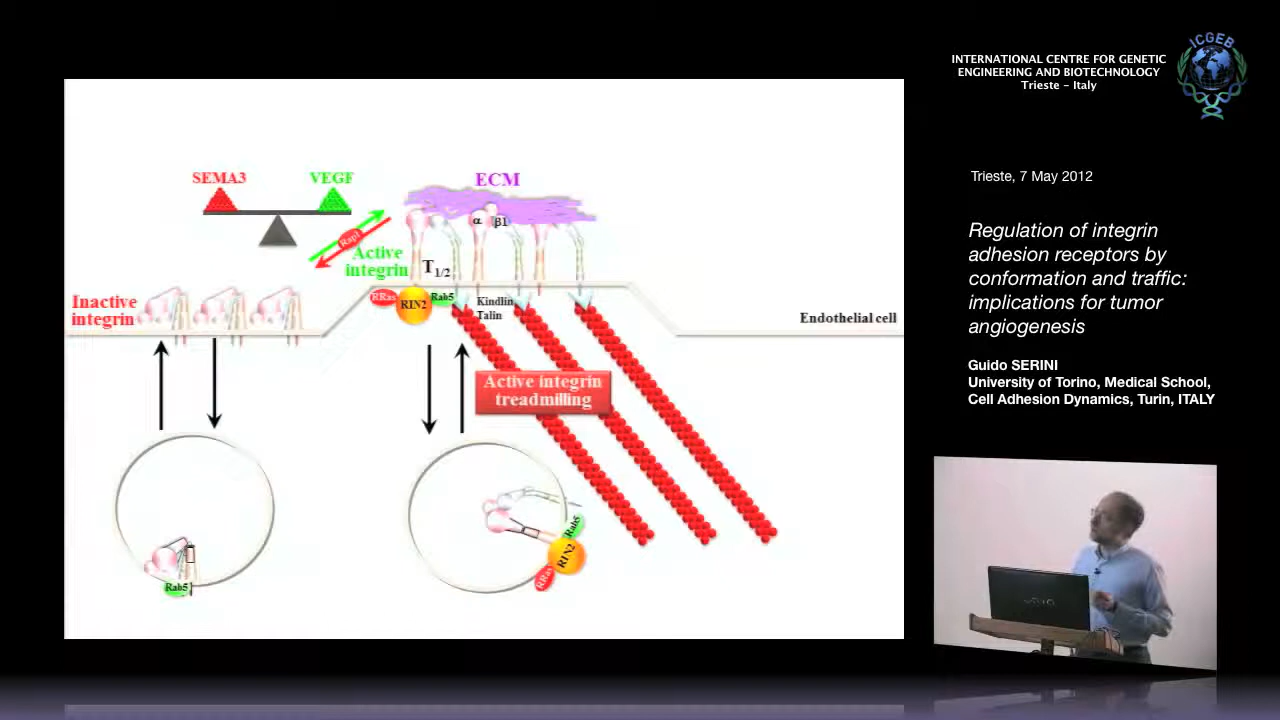 SEMA3
VEGF
ECM
Rap1
α
β1
Active
integrin
T1/2
Inactive
integrin
RRas
RIN2
Rab5
Kindlin
Talin
Endothelial cell
Active integrin
treadmilling
Rab5
RIN2
RRas
Rab5
INTERNATIONAL CENTRE FOR GENETIC
ENGINEERING AND BIOTECHNOLOGY
Trieste - Italy
ICGEB
Trieste, 7 May 2012
Regulation of integrin
adhesion receptors by
conformation and traffic:
implications for tumor
angiogenesis
Guido SERINI
University of Torino, Medical School,
Cell Adhesion Dynamics, Turin, ITALY
VAIO